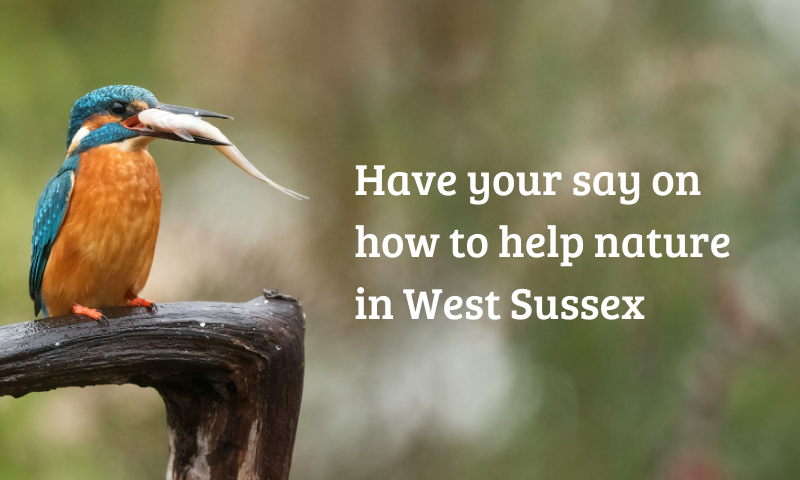 Have your say on
how to help nature
in West Sussex